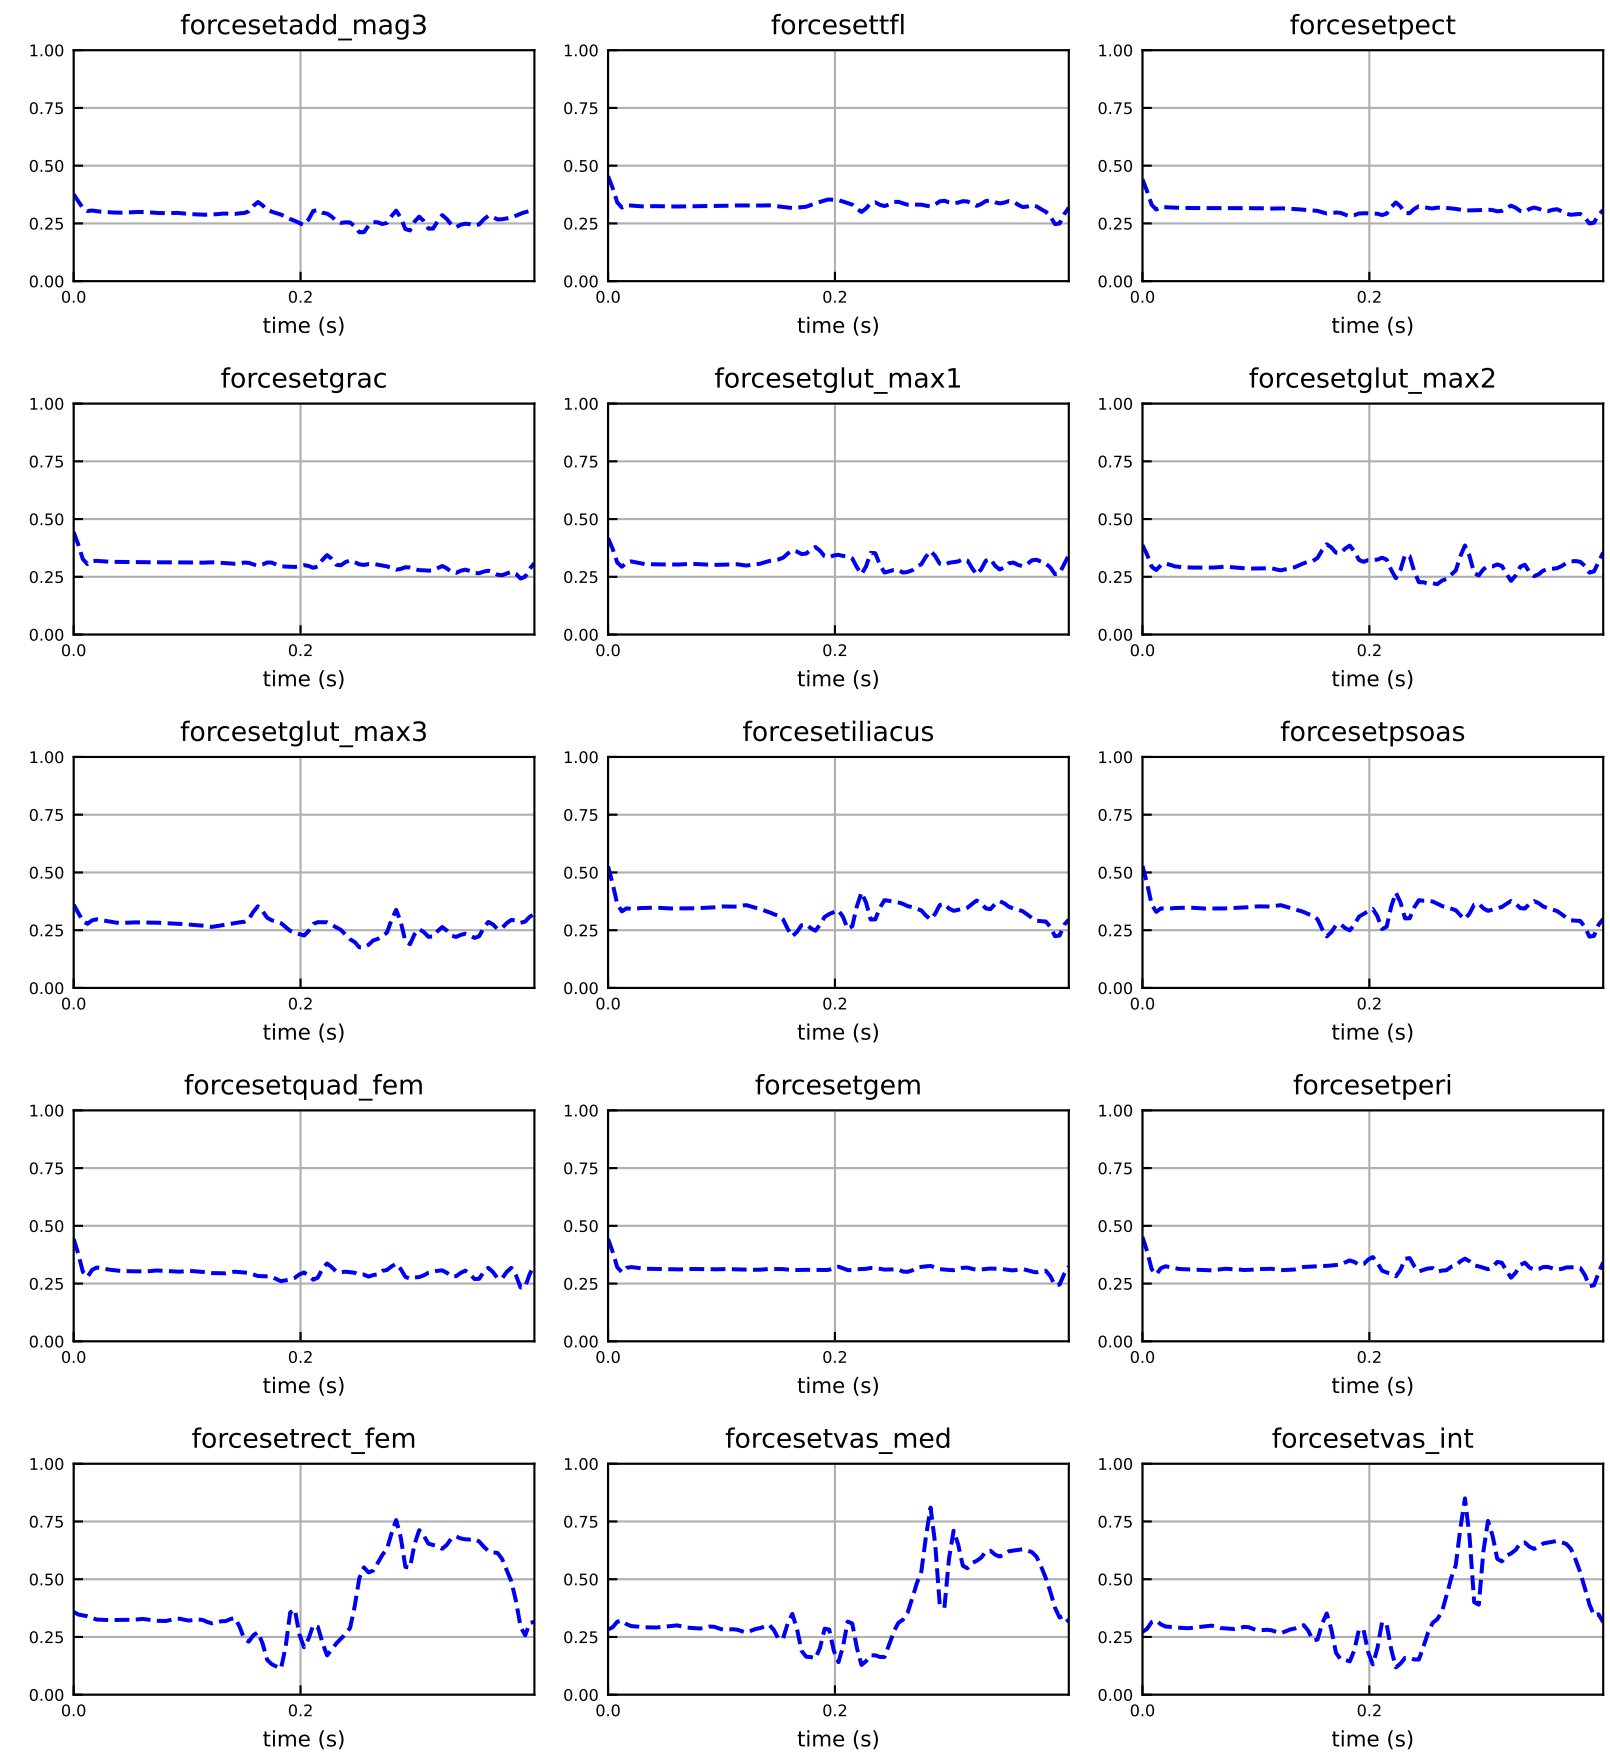 forcesetadd_mag3 forcesettfl forcesetpect
1.00 1.00 1.00
0.75 0.75 0.75
0.50 0.50 0.50
0.25 0.25 0.25
0.00 0.00 0.00
0.0 0.2 0.0 0.2 0.0 0.2
time (s) time (s) time (s)
forcesetgrac forcesetglut_max1 forcesetglut_max2
1.00 1.00 1.00
0.75 0.75 0.75
0.50 0.50 0.50
0.25 0.25 0.25
0.00 0.00 0.00
0.0 0.2 0.0 0.2 0.0 0.2
time (s) time (s) time (s)
forcesetglut_max3 forcesetiliacus forcesetpsoas
1.00 1.00 1.00
0.75 0.75 0.75
0.50 0.50 0.50
0.25 0.25 0.25
0.00 0.00 0.00
0.0 0.2 0.0 0.2 0.0 0.2
time (s) time (s) time (s)
forcesetquad_fem forcesetgem forcesetperi
1.00 1.00 1.00
0.75 0.75 0.75
0.50 0.50 0.50
0.25 0.25 0.25
0.00 0.00 0.00
0.0 0.2 0.0 0.2 0.0 0.2
time (s) time (s) time (s)
forcesetrect_fem forcesetvas_med forcesetvas_int
1.00 1.00 1.00
0.75 0.75 0.75
0.50 0.50 0.50
0.25 0.25 0.25
0.00 0.00 0.00
0.0 0.2 0.0 0.2 0.0 0.2
time (s) time (s) time (s)